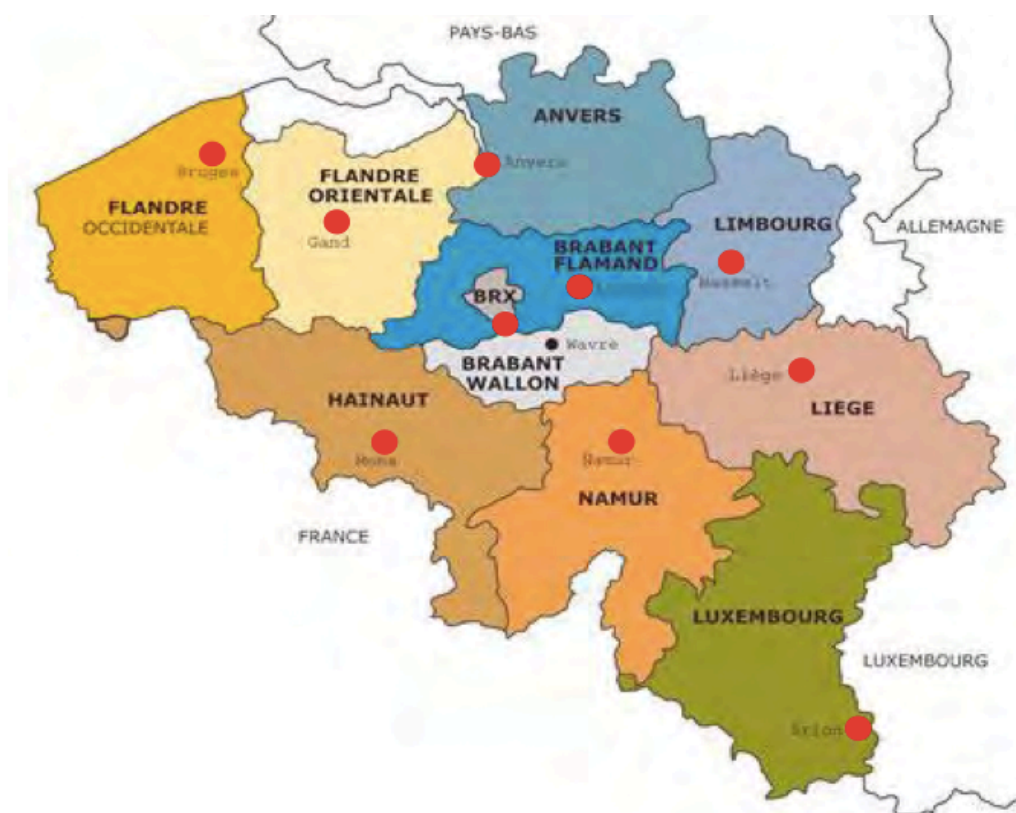 PAYS-BAS
ANVERS
Anvers
Bruges
FLANDRE
ORIENTALE
FLANDRE
OCCIDENTALE
Gand
LIMBOURG
ALLEMAGNE
BRABANT
FLAMAND
Hasselt
BRX
Wavre
BRABANT
WALLON
Liège
HAINAUT
LIEGE
Mons
Namur
NAMUR
FRANCE
LUXEMBOURG
LUXEMBOURG
Arlon